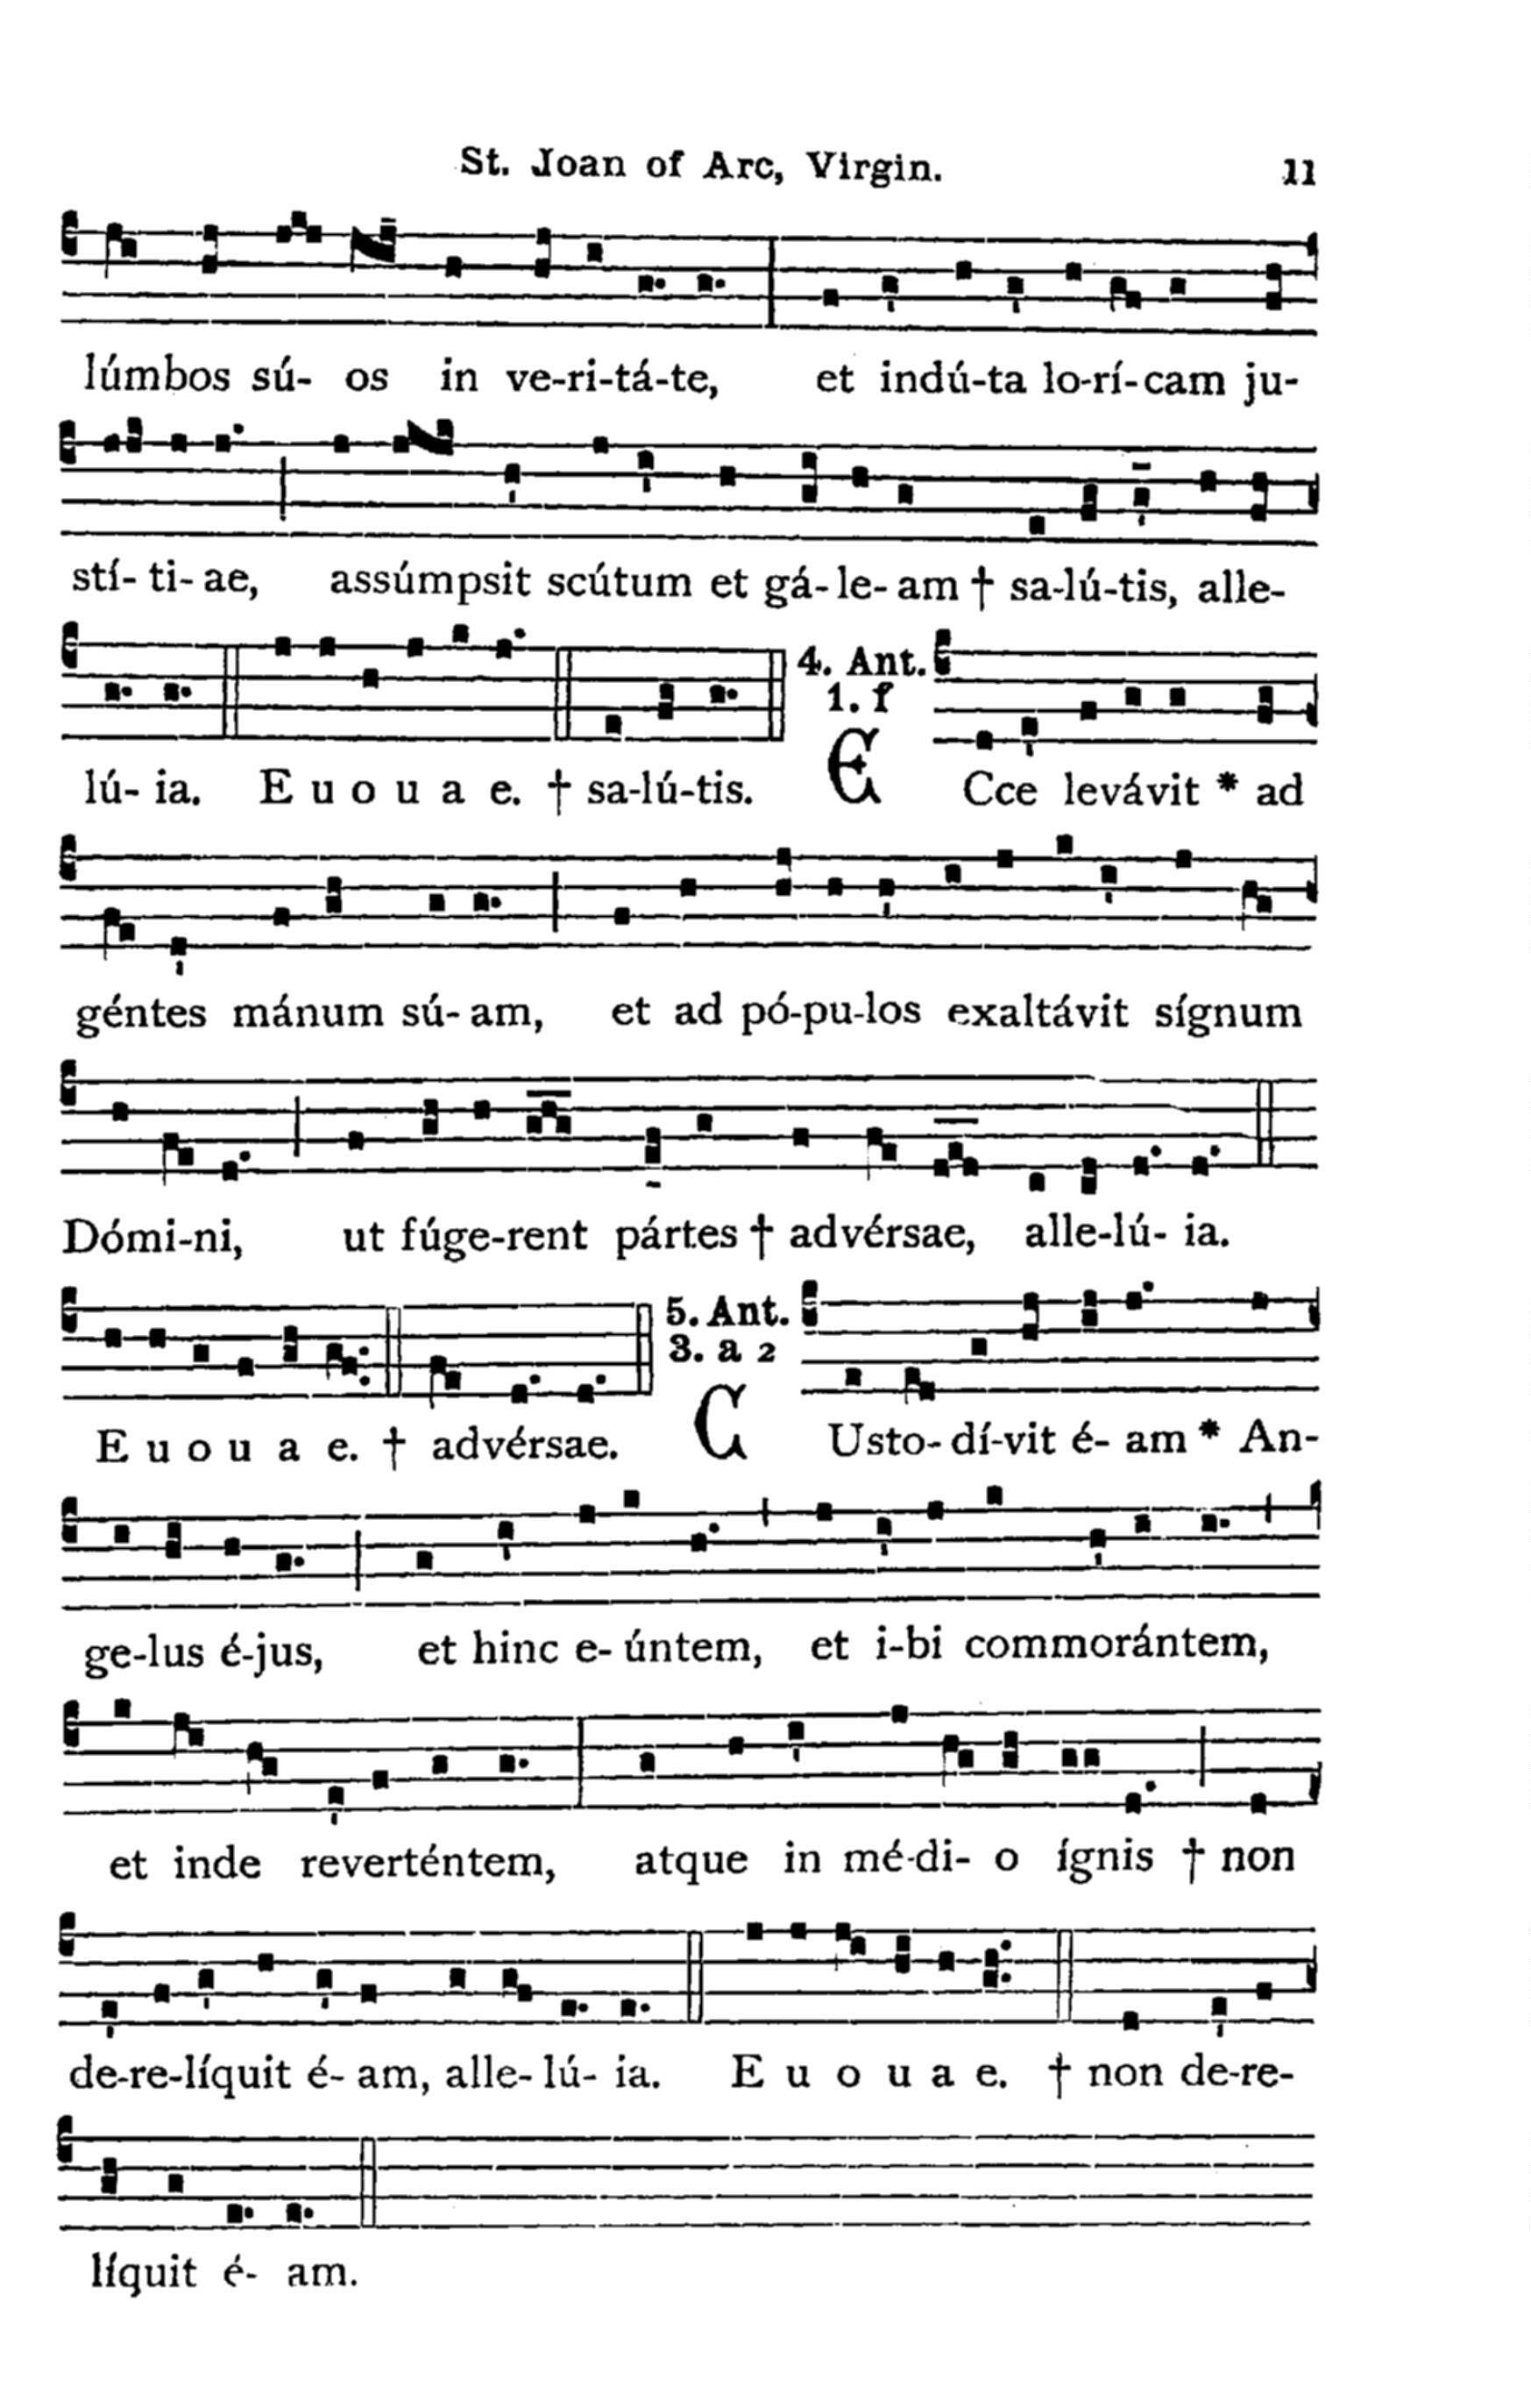 St. Joan of Arc, Virgin. 11
lúmbos sú- os in ve-ri-tá-te, et indú-ta lo-rí-cam ju-
stí- ti- ae, assúmpsit scútum et gá- le- am † sa-lú-tis, alle-
4. Ant.
1. f
lú- ia. E u o u a e. † sa-lú-tis. E Cce levávit * ad
géntes mánum sú- am, et ad pó-pu-los exaltávit sígnum
Dómi-ni, ut fúge-rent pártes † advérsae, alle-lú- ia.
5. Ant.
3. a 2
E u o u a e. † advérsae. C Usto- dí-vit é- am * An-
ge-lus é-jus, et hinc e- úntem, et i-bi commorántem,
et inde reverténtem, atque in mé-di- o ígnis † non
de-re-líquit é- am, alle- lú- ia. E u o u a e. † non de-re-
líquit é- am.